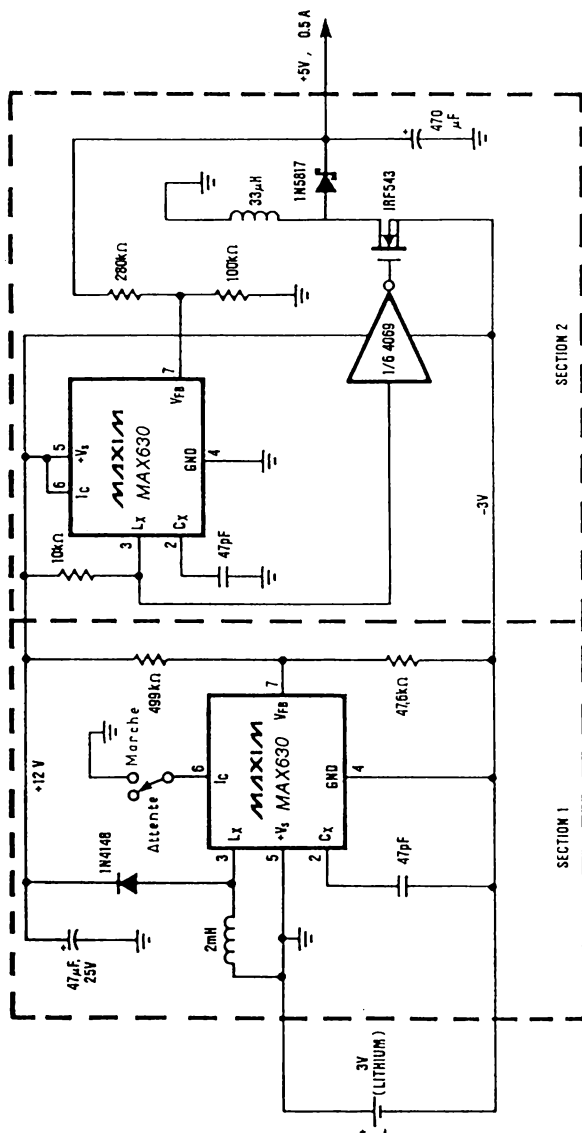 +5V, 0.5 A
470
µF
1N5817
33µH
IRF543
280kΩ
100kΩ
1/6 4069
SECTION 2
MAXIM
MAX630
5
+Vs
6
Ic
7
VFB
GND
4
3
LX
2
CX
10kΩ
47pF
-3V
+12 V
499kΩ
47,6kΩ
Marche
Attente
1N4148
47µF,
25V
2mH
MAXIM
MAX630
6
Ic
7
VFB
GND
4
3
LX
5
+Vs
2
CX
47pF
SECTION 1
3V
(LITHIUM)
+